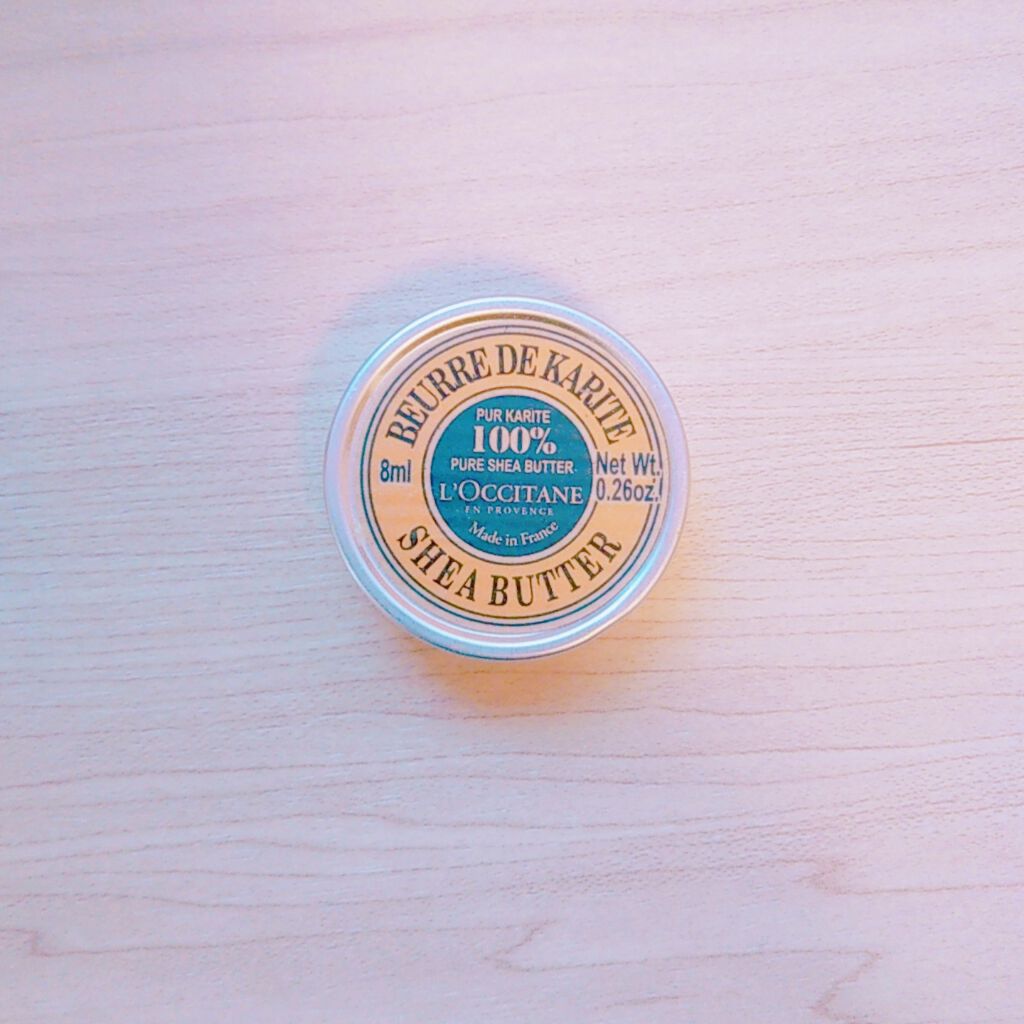 BEURRE DE KARITE
PUR KARITE
100%
PURE SHEA BUTTER
L'OCCITANE
EN PROVENCE
Made in France
8ml
Net Wt.
0.26oz.
SHEA BUTTER